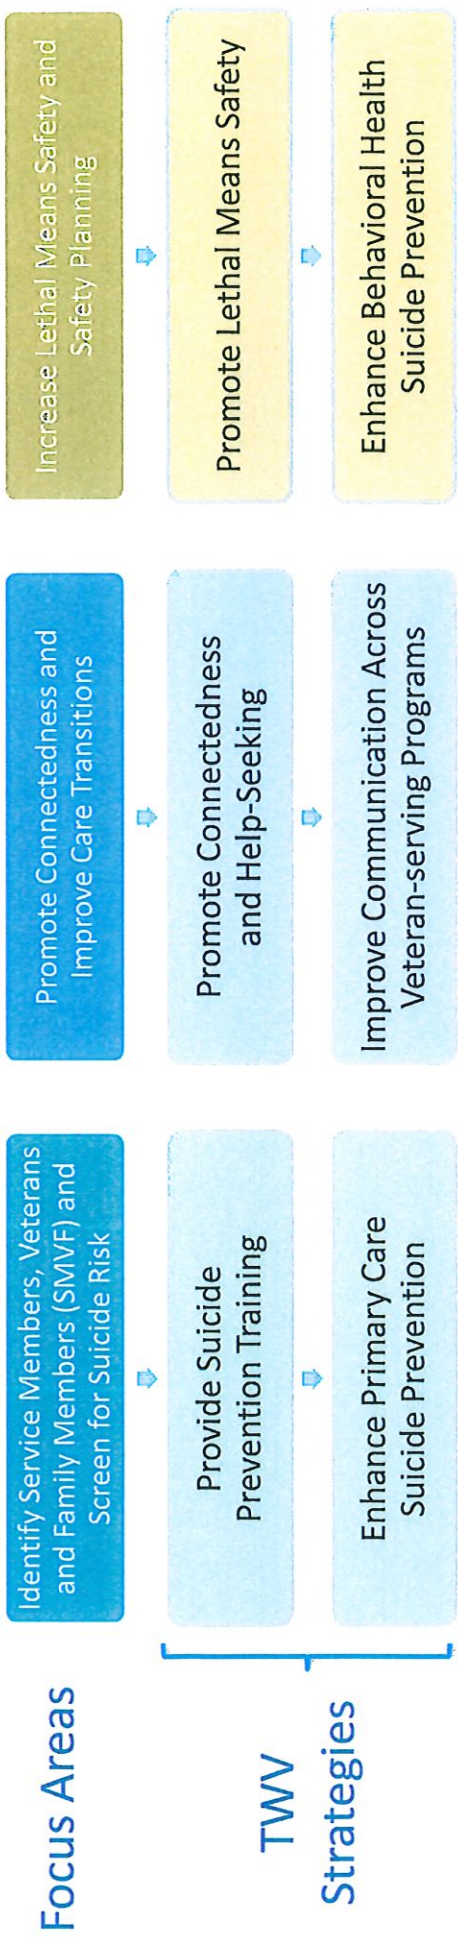 Focus Areas
Identify Service Members, Veterans
and Family Members (SMVF) and
Screen for Suicide Risk
Promote Connectedness and
Improve Care Transitions
Increase Lethal Means Safety and
Safety Planning
TWV
Strategies
Provide Suicide
Prevention Training
Promote Connectedness
and Help-Seeking
Promote Lethal Means Safety
Enhance Primary Care
Suicide Prevention
Improve Communication Across
Veteran-serving Programs
Enhance Behavioral Health
Suicide Prevention